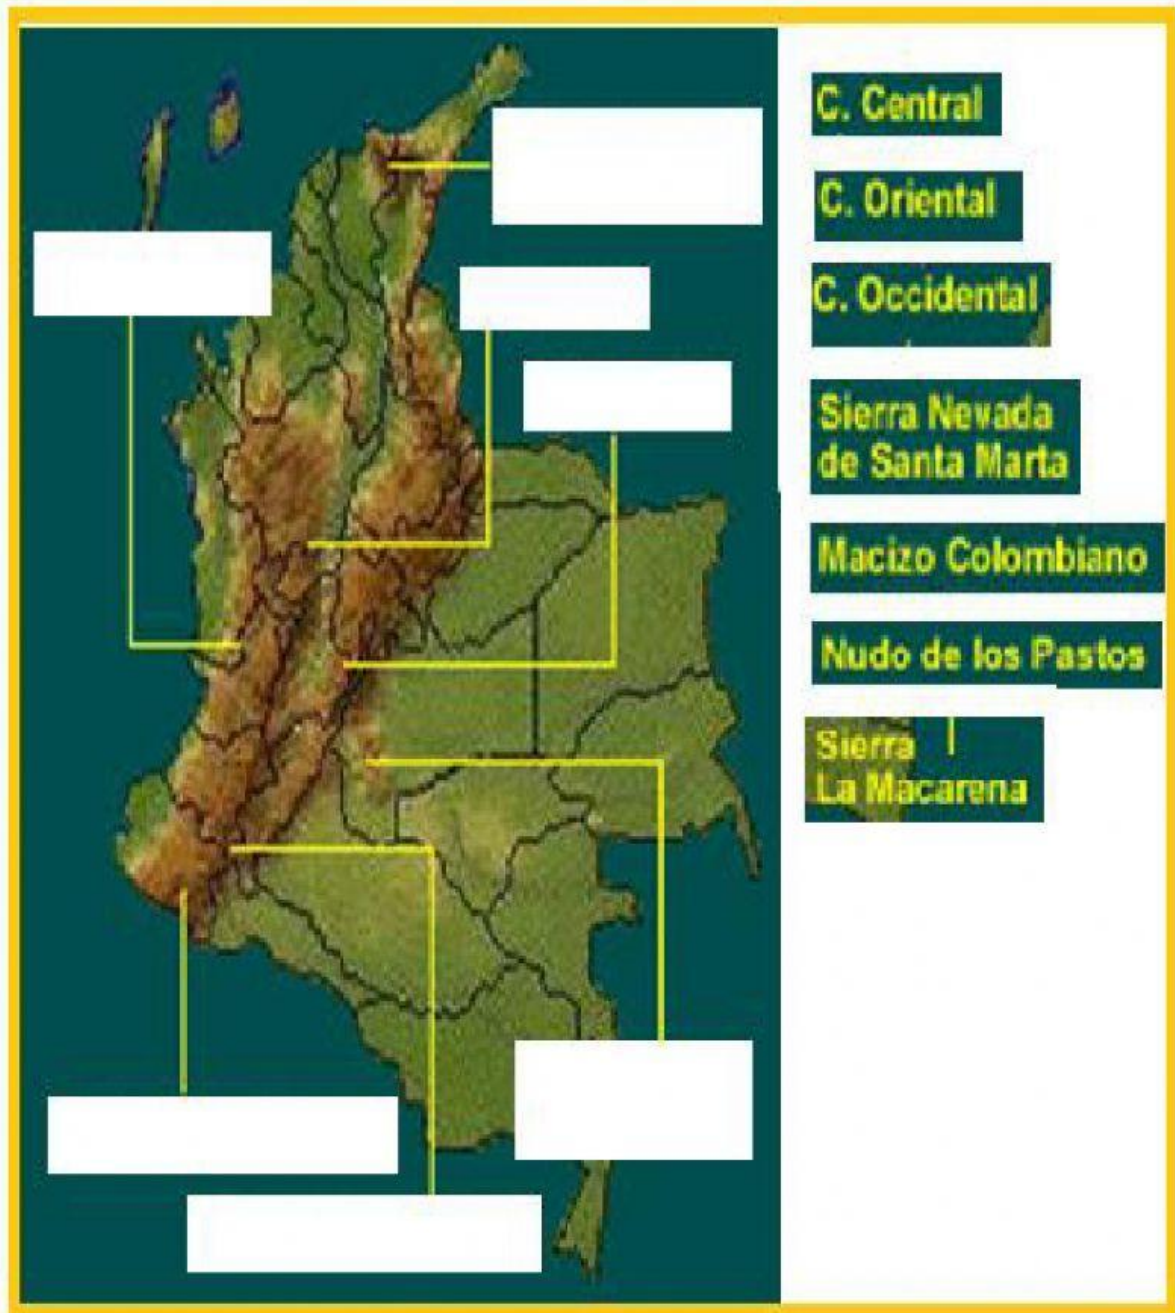 C. Central
C. Oriental
C. Occidental
Sierra Nevada
de Santa Marta
Macizo Colombiano
Nudo de los Pastos
Sierra
La Macarena